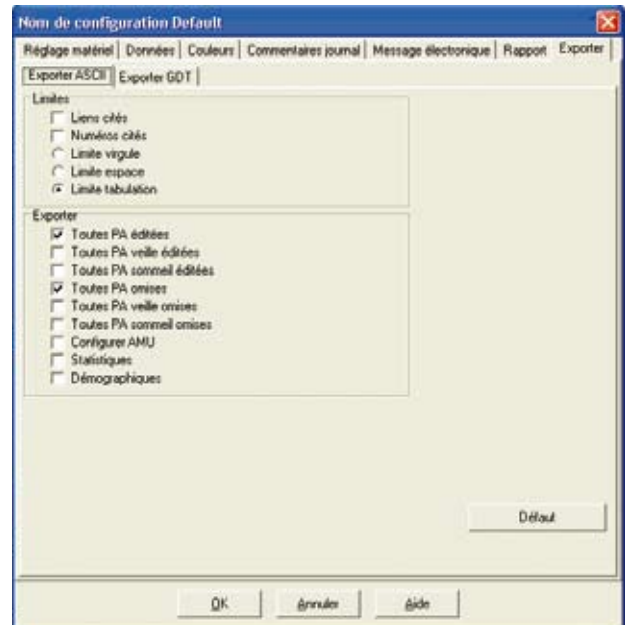 Nom de configuration Default
Réglage matériel Données Couleurs Commentaires journal Message électronique Rapport Exporter
Exporter ASCII Exporter GDT
Limites
Liens cités
Numéros cités
Limite virgule
Limite espace
Limite tabulation
Exporter
Toutes PA éditées
Toutes PA veille éditées
Toutes PA sommeil éditées
Toutes PA omises
Toutes PA veille omises
Toutes PA sommeil omises
Configurer AMU
Statistiques
Démographiques
Défaut
OK Annuler Aide